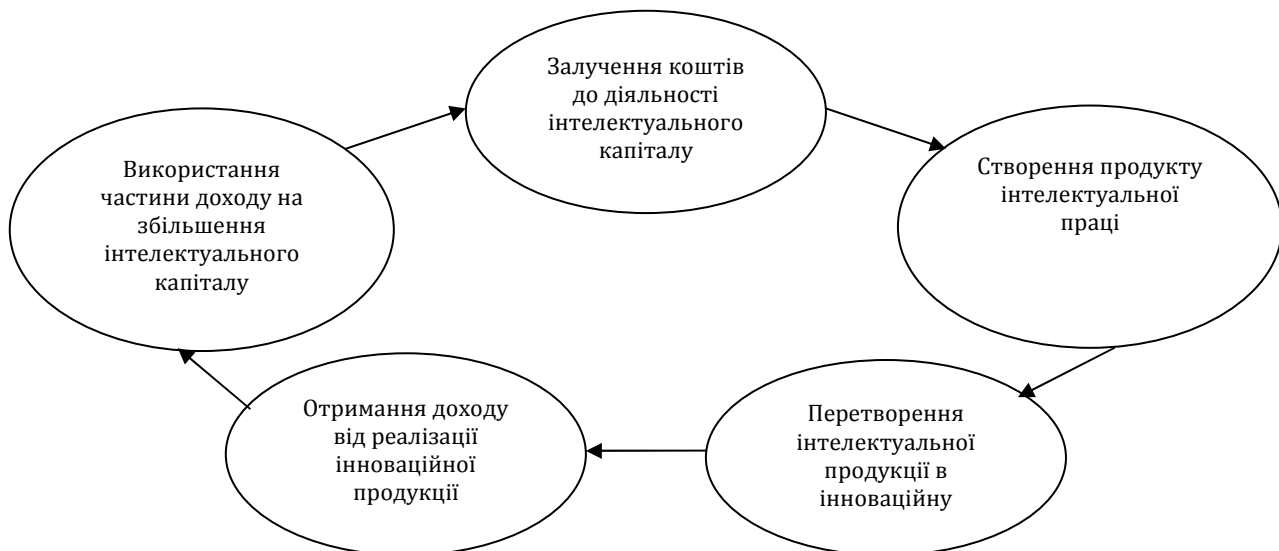 Залучення коштів
до діяльності
інтелектуального
капіталу
Створення продукту
інтелектуальної
праці
Перетворення
інтелектуальної
продукції в
інноваційну
Отримання доходу
від реалізації
інноваційної
продукції
Використання
частини доходу на
збільшення
інтелектуального
капіталу